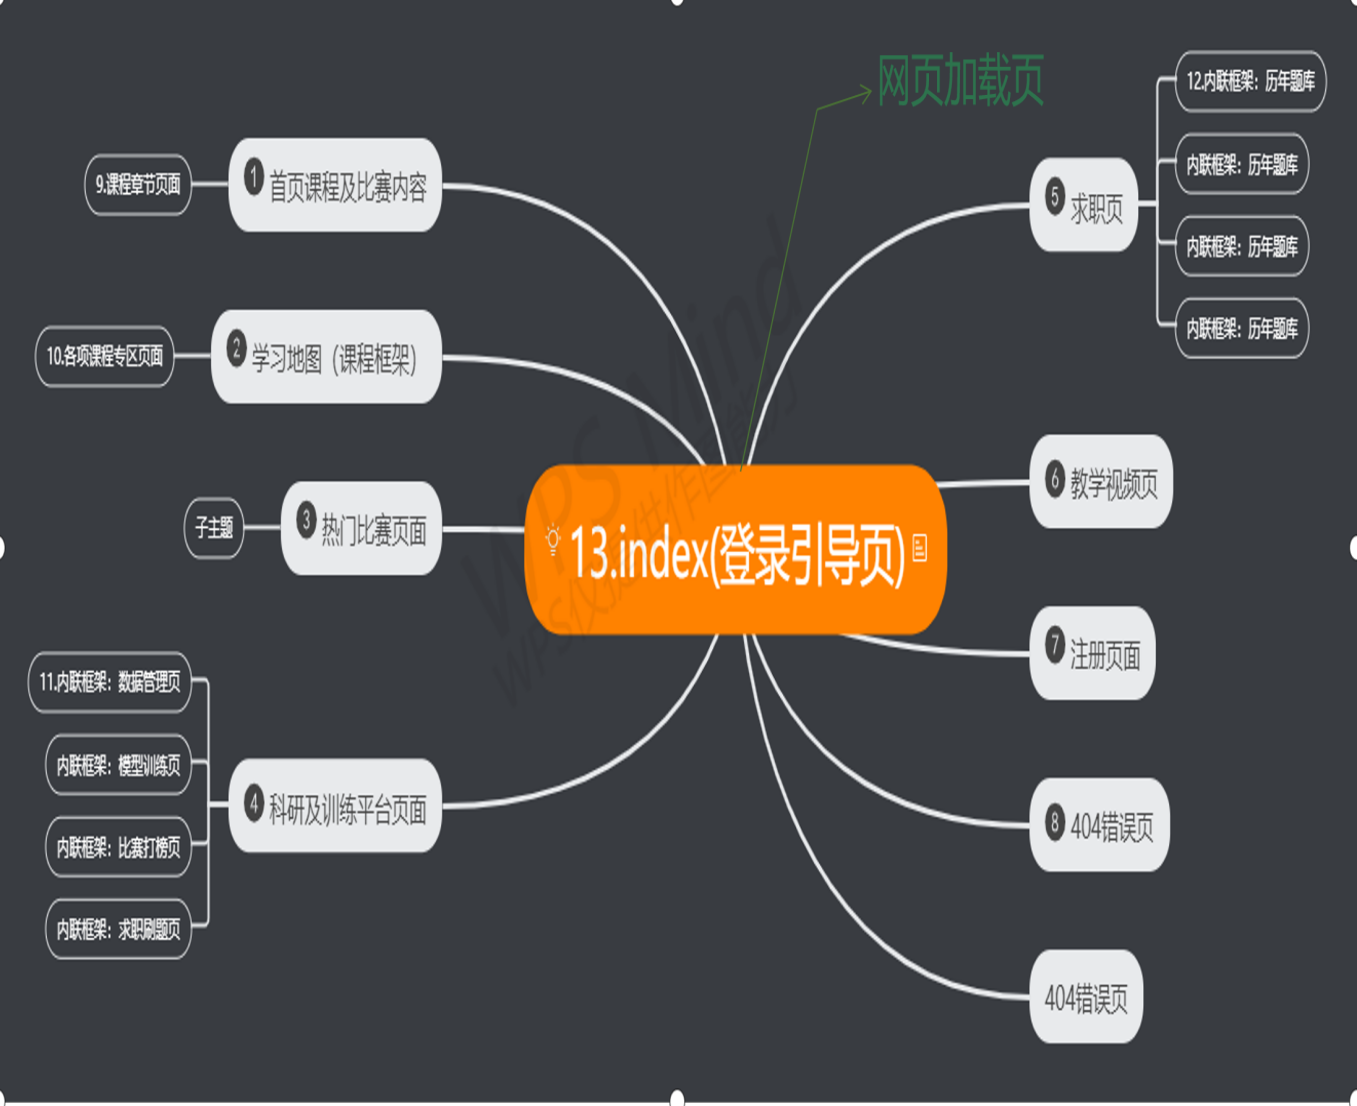 网页加载页
13.index(登录引导页)
1 首页课程及比赛内容
9.课程章节页面
2 学习地图（课程框架）
10.各项课程专区页面
3 热门比赛页面
子主题
4 科研及训练平台页面
11.内联框架：数据管理页
内联框架：模型训练页
内联框架：比赛打榜页
内联框架：求职刷题页
5 求职页
12.内联框架：历年题库
内联框架：历年题库
内联框架：历年题库
内联框架：历年题库
6 教学视频页
7 注册页面
8 404错误页
404错误页
WPS Mind